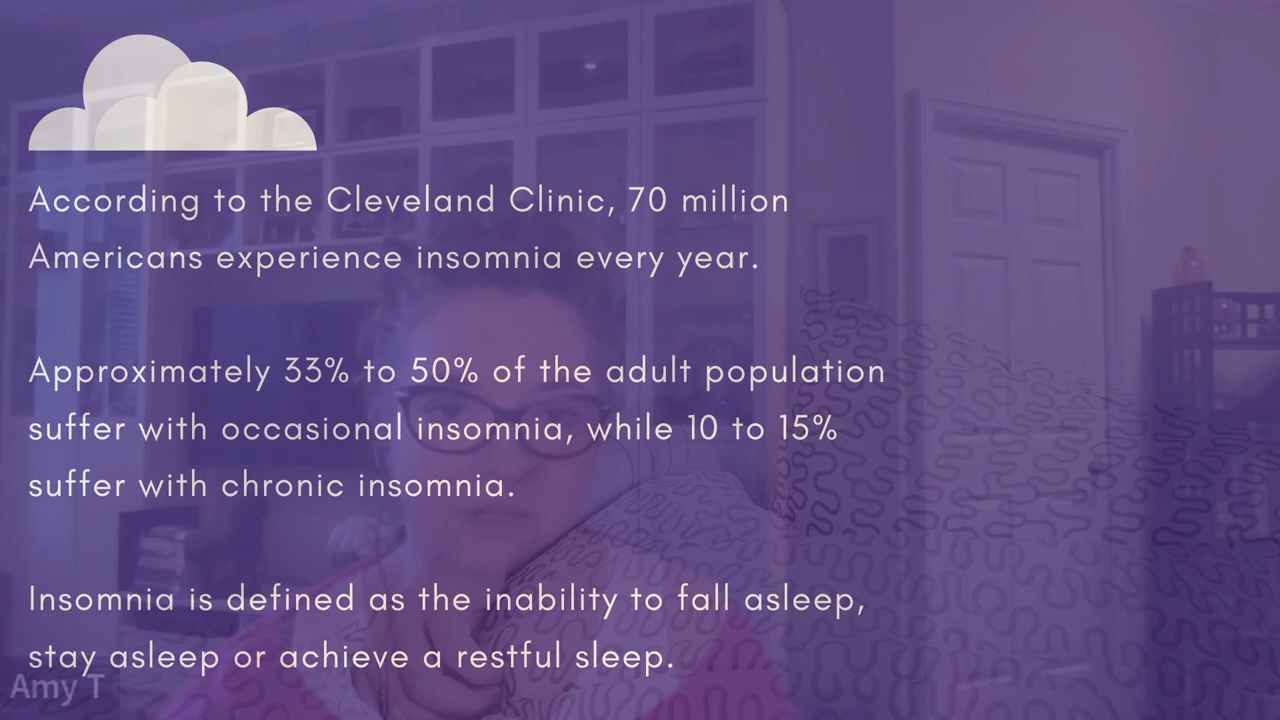 According to the Cleveland Clinic, 70 million
Americans experience insomnia every year.
Approximately 33% to 50% of the adult population
suffer with occasional insomnia, while 10 to 15%
suffer with chronic insomnia.
Insomnia is defined as the inability to fall asleep,
stay asleep or achieve a restful sleep.
Amy T